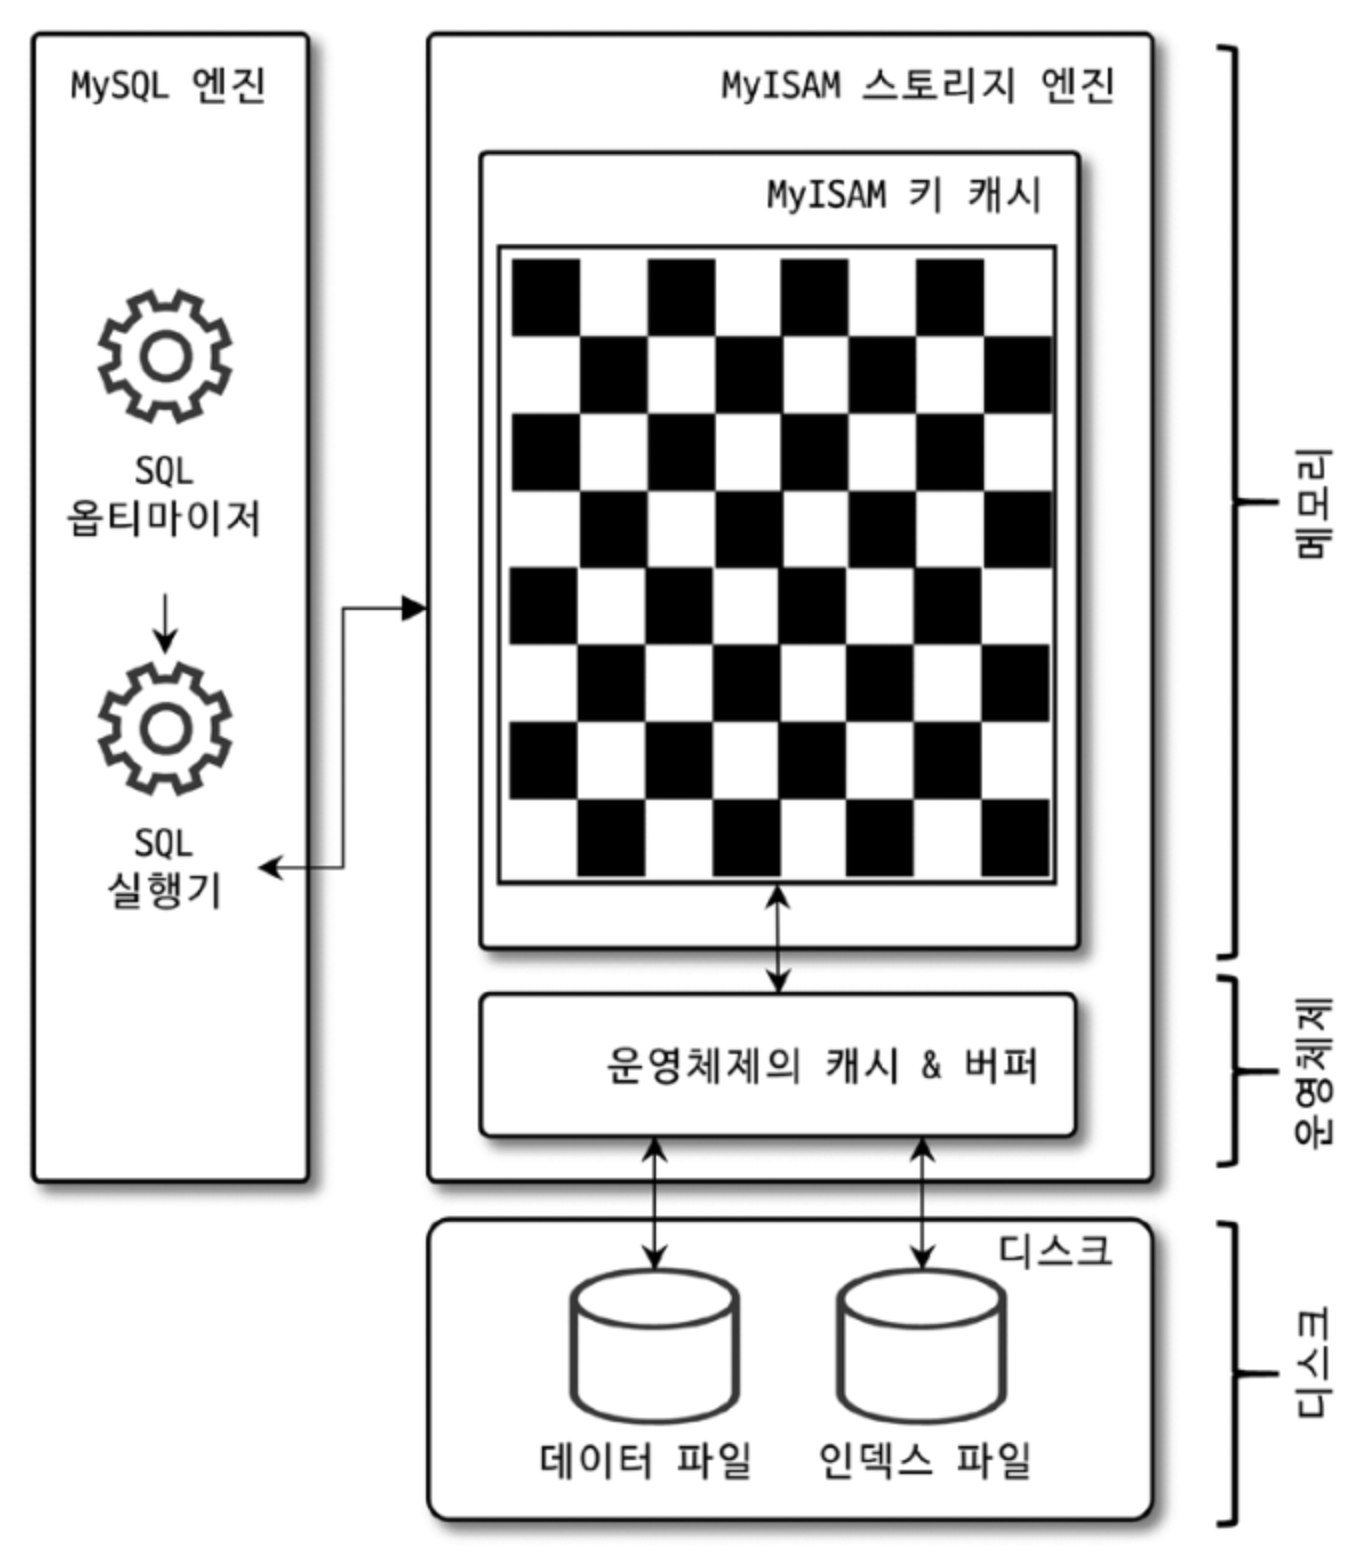 MySQL 엔진
SQL
옵티마이저
SQL
실행기
MyISAM 스토리지 엔진
MyISAM 키 캐시
운영체제의 캐시 & 버퍼
디스크
데이터 파일
인덱스 파일
메모리
운영체제
디스크